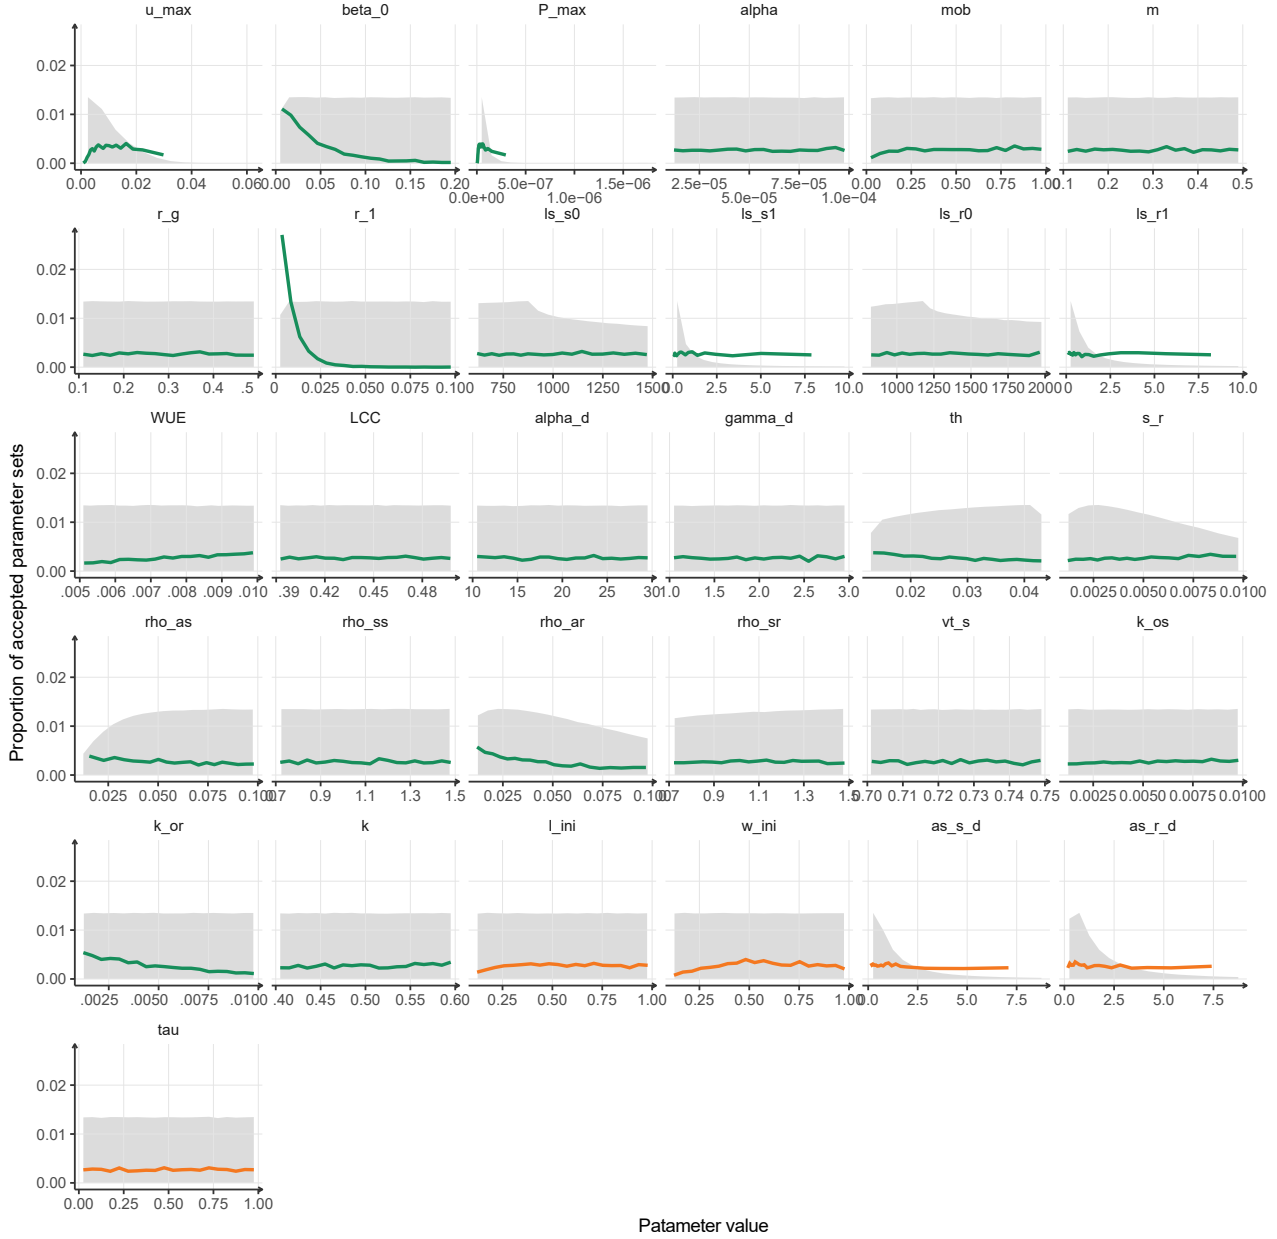 u_max beta_0 P_max alpha mob m
0.02
0.01
0.00
0.00 0.02 0.04 0.06 0.00 0.05 0.10 0.15 0.20 5.0e−07 1.5e−06 2.5e−05 7.5e−05 0.00 0.25 0.50 0.75 1.00 0.1 0.2 0.3 0.4 0.5
0.0e+00 1.0e−06 5.0e−05 1.0e−04
r_g r_1 ls_s0 ls_s1 ls_r0 ls_r1
0.02
0.01
0.00
0.1 0.2 0.3 0.4 .5 0 0.025 0.050 0.075 0.1 750 1000 1250 1500 0.0 2.5 5.0 7.5 10.0 1000 1250 1500 1750 200 0.0 2.5 5.0 7.5 10.0
WUE LCC alpha_d gamma_d th s_r
0.02
0.01
0.00
.005 .006 .007 .008 .009 .010 .39 0.42 0.45 0.48 10 15 20 25 30 1.0 1.5 2.0 2.5 3.0 0.02 0.03 0.04 0.0025 0.0050 0.0075 0.0100
Proportion of accepted parameter sets
rho_as rho_ss rho_ar rho_sr vt_s k_os
0.02
0.01
0.00
0.025 0.050 0.075 0.100 0.7 0.9 1.1 1.3 1.5 0.025 0.050 0.075 0.100 0.7 0.9 1.1 1.3 1.5 0.70 0.71 0.72 0.73 0.74 0.75 0.0025 0.0050 0.0075 0.0100
k_or k l_ini w_ini as_s_d as_r_d
0.02
0.01
0.00
.0025 0.0050 0.0075 0.0100 .40 0.45 0.50 0.55 0.60 0.25 0.50 0.75 1.00 0.25 0.50 0.75 1.00 0.0 2.5 5.0 7.5 0.0 2.5 5.0 7.5
tau
0.02
0.01
0.00
0.00 0.25 0.50 0.75 1.00
Patameter value